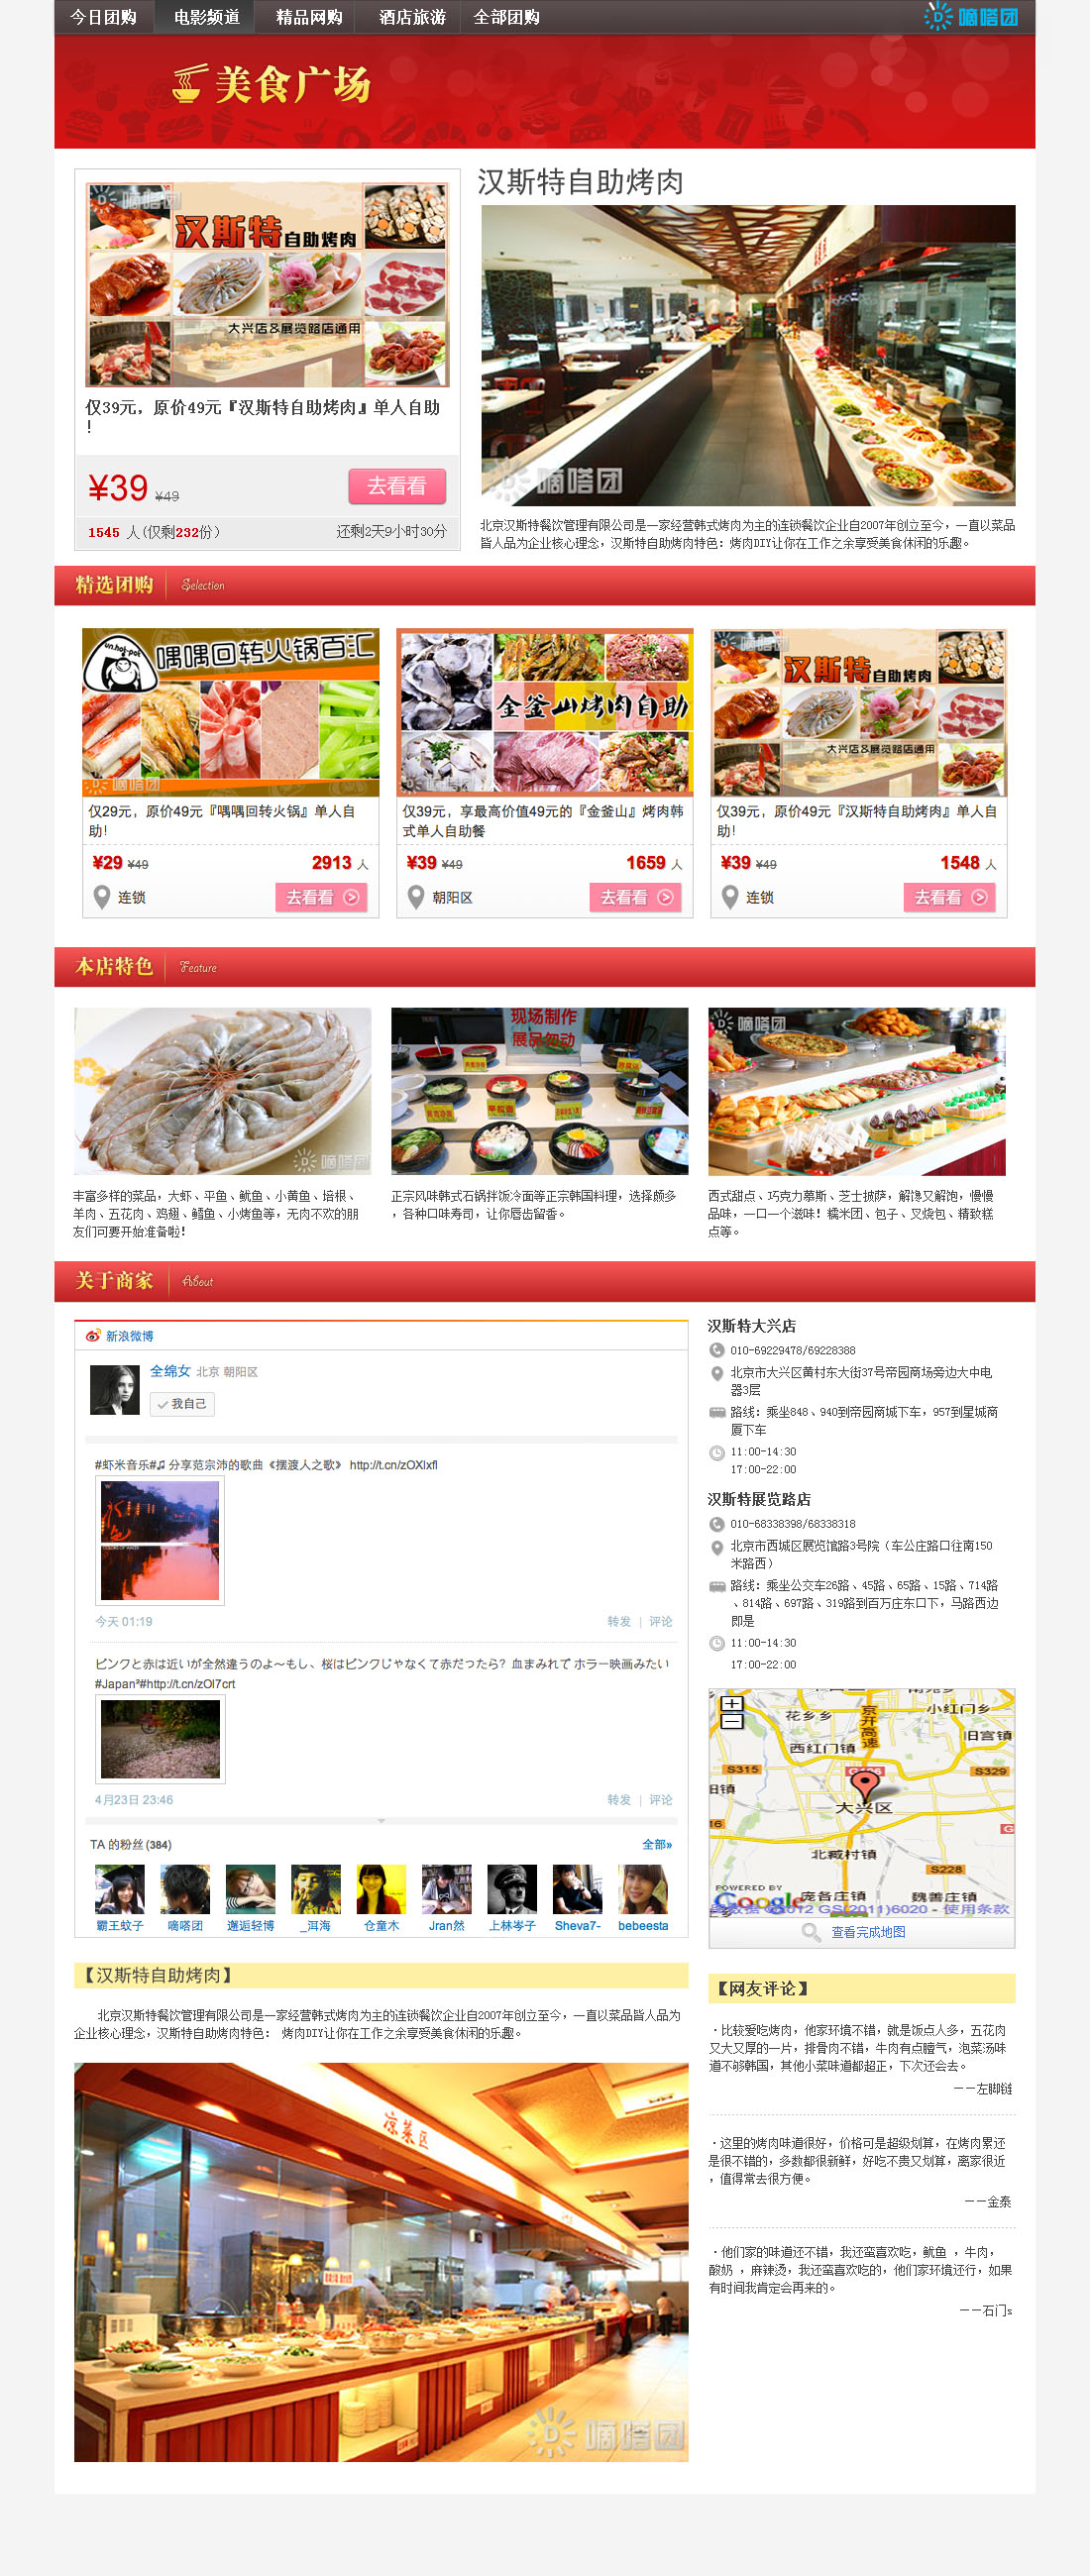 今日团购
电影频道
精品网购
酒店旅游
全部团购
嘀嗒团
美食广场
嘀嗒团
汉斯特自助烤肉
大兴店&展览路店通用
仅39元，原价49元『汉斯特自助烤肉』单人自助
！
¥39 ¥49
去看看
1545 人(仅剩232份)
还剩2天9小时30分
汉斯特自助烤肉
嘀嗒团
北京汉斯特餐饮管理有限公司是一家经营韩式烤肉为主的连锁餐饮企业自2007年创立至今，一直以菜品
皆人品为企业核心理念，汉斯特自助烤肉特色：烤肉DIY让你在工作之余享受美食休闲的乐趣。
精选团购
Selection
un.hot-pot
喁喁回转火锅百汇
嘀嗒团
仅29元，原价49元『喁喁回转火锅』单人自
助！
¥29 ¥49
2913 人
连锁
去看看
金釜山烤肉自助
嘀嗒团
仅39元，享最高价值49元的『金釜山』烤肉韩
式单人自助餐
¥39 ¥49
1659 人
朝阳区
去看看
嘀嗒团
汉斯特自助烤肉
大兴店&展览路店通用
仅39元，原价49元『汉斯特自助烤肉』单人自
助！
¥39 ¥49
1548 人
连锁
去看看
本店特色
Feature
嘀嗒团
丰富多样的菜品，大虾、平鱼、鱿鱼、小黄鱼、培根、
羊肉、五花肉、鸡翅、鳕鱼、小烤鱼等，无肉不欢的朋
友们可要开始准备啦！
现场制作
展品勿动
正宗风味韩式石锅拌饭冷面等正宗韩国料理，选择颇多
，各种口味寿司，让你唇齿留香。
嘀嗒团
西式甜点、巧克力慕斯、芝士披萨，解馋又解饱，慢慢
品味，一口一个滋味！糯米团、包子、叉烧包、精致糕
点等。
关于商家
About
新浪微博
全绵女 北京 朝阳区
我自己
#虾米音乐#♫ 分享范宗沛的歌曲《摆渡人之歌》 http://t.cn/zOXlxfl
今天 01:19
转发 | 评论
ピンクと赤は近いが全然違うのよ～もし、桜はピンクじゃなくて赤だったら？血まみれで ホラー映画みたい
#Japan²#http://t.cn/zOl7crt
4月23日 23:46
转发 | 评论
TA 的粉丝(384)
全部»
霸王蚊子
嘀嗒团
邂逅轻博
_洱海
仓童木
Jran然
上林岑子
Sheva7-
bebeesta
汉斯特大兴店
010-69229478/69228388
北京市大兴区黄村东大街37号帝园商场旁边大中电
器3层
路线：乘坐848、940到帝园商城下车，957到星城商
厦下车
11:00-14:30
17:00-22:00
汉斯特展览路店
010-68338398/68338318
北京市西城区展览馆路3号院（车公庄路口往南150
米路西）
路线：乘坐公交车26路、45路、65路、15路、714路
、814路、697路、319路到百万庄东口下，马路西边
即是
11:00-14:30
17:00-22:00
花乡乡
京开高速
小红门乡
西红门镇
旧宫镇
S315
S329
大兴区
北臧村镇
S228
POWERED BY
Google
庞各庄镇
魏善庄镇
GS(2011)6020 - 使用条款
查看完成地图
【汉斯特自助烤肉】
北京汉斯特餐饮管理有限公司是一家经营韩式烤肉为主的连锁餐饮企业自2007年创立至今，一直以菜品皆人品为
企业核心理念，汉斯特自助烤肉特色： 烤肉DIY让你在工作之余享受美食休闲的乐趣。
凉菜区
嘀嗒团
【网友评论】
·比较爱吃烤肉，他家环境不错，就是饭点人多，五花肉
又大又厚的一片，排骨肉不错，牛肉有点膻气，泡菜汤味
道不够韩国，其他小菜味道都超正，下次还会去。
——左脚链
·这里的烤肉味道很好，价格可是超级划算，在烤肉累还
是很不错的，多数都很新鲜，好吃不贵又划算，离家很近
，值得常去很方便。
——金泰
·他们家的味道还不错，我还蛮喜欢吃，鱿鱼 ，牛肉，
酸奶 ，麻辣烫，我还蛮喜欢吃的，他们家环境还行，如果
有时间我肯定会再来的。
——石门s